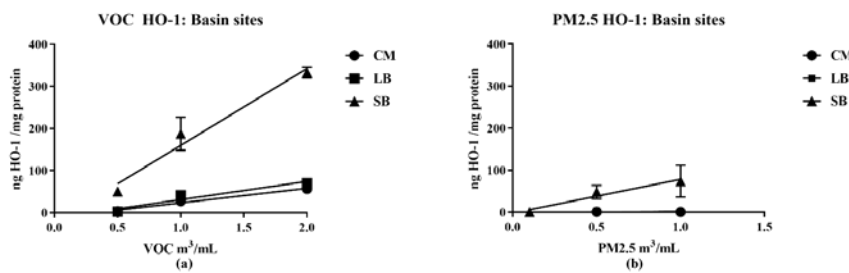 VOC HO-1: Basin sites
ng HO-1 /mg protein
400
300
200
100
0
0.0
0.5
1.0
1.5
2.0
VOC m³/mL
(a)
CM
LB
SB
PM2.5 HO-1: Basin sites
ng HO-1 /mg protein
400
300
200
100
0
0.0
0.5
1.0
1.5
PM2.5 m³/mL
(b)
CM
LB
SB